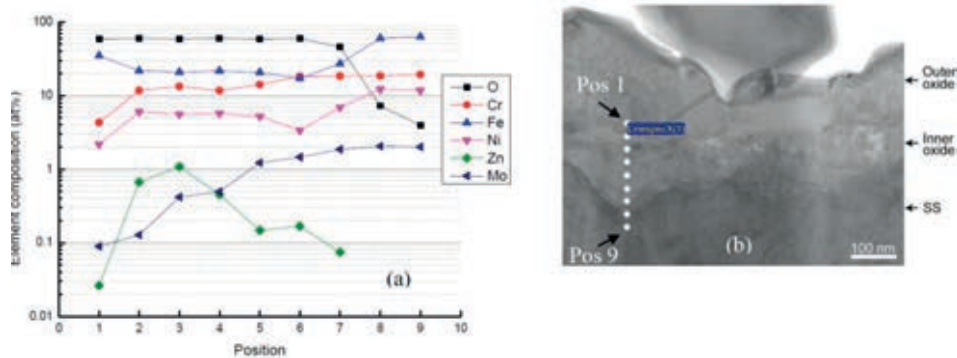 Element composition (at%)
100
10
1
0.1
0.01
0 1 2 3 4 5 6 7 8 9 10
Position
O
Cr
Fe
Ni
Zn
Mo
(a)
Pos 1
Pos 9
(b)
100 nm
Outer
oxide
Inner
oxide
SS